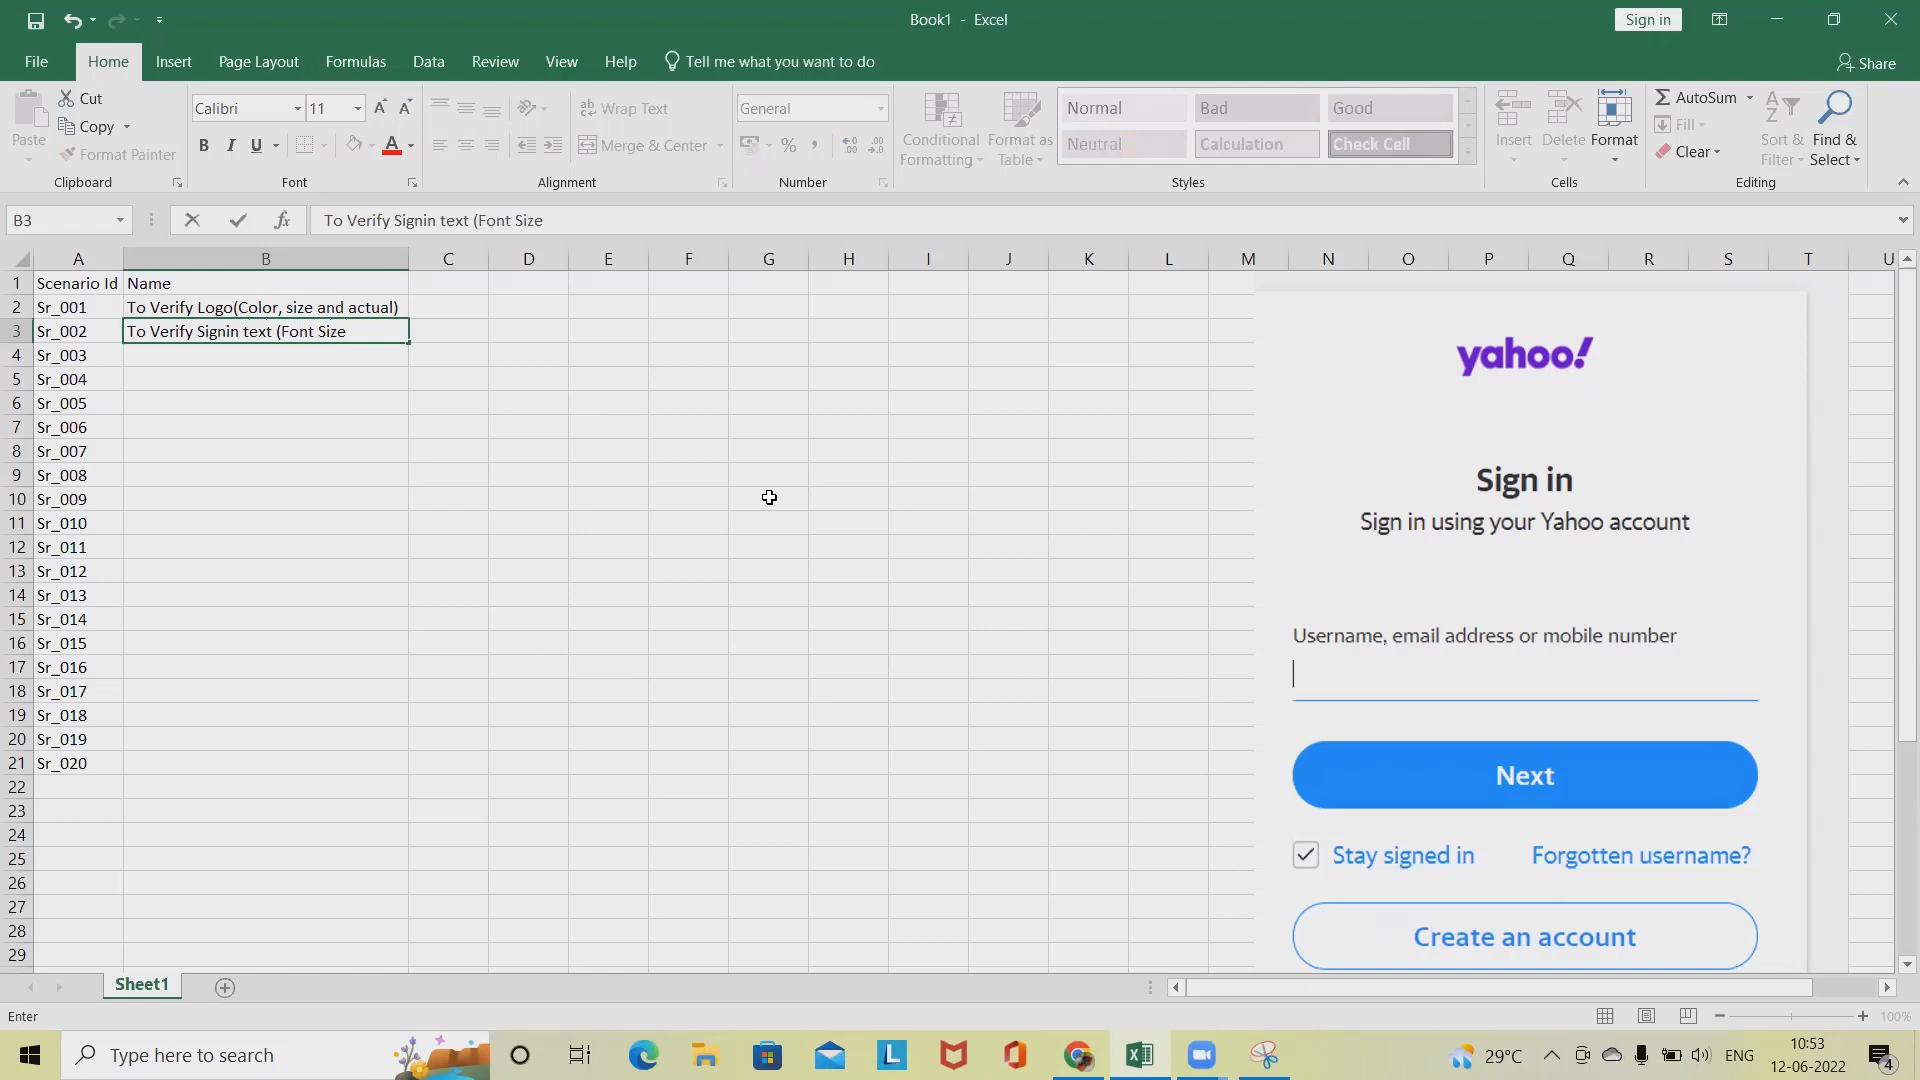 Book1 - Excel
Sign in
File Home Insert Page Layout Formulas Data Review View Help Tell me what you want to do
Share
Paste
Cut
Copy
Format Painter
Clipboard
Calibri 11
B I U
Font
Wrap Text
Merge & Center
Alignment
General
Number
Conditional Formatting
Format as Table
Normal Bad Good
Neutral Calculation Check Cell
Styles
Insert Delete Format
Cells
AutoSum
Fill
Clear
Sort & Filter
Find & Select
Editing
B3
fx
To Verify Signin text (Font Size
A B C D E F G H I J K L M N O P Q R S T U
1 Scenario Id Name
2 Sr_001 To Verify Logo(Color, size and actual)
3 Sr_002 To Verify Signin text (Font Size
4 Sr_003
5 Sr_004
6 Sr_005
7 Sr_006
8 Sr_007
9 Sr_008
10 Sr_009
11 Sr_010
12 Sr_011
13 Sr_012
14 Sr_013
15 Sr_014
16 Sr_015
17 Sr_016
18 Sr_017
19 Sr_018
20 Sr_019
21 Sr_020
22
23
24
25
26
27
28
29
yahoo!
Sign in
Sign in using your Yahoo account
Username, email address or mobile number
Next
Stay signed in
Forgotten username?
Create an account
Sheet1
Enter
100%
Type here to search
29°C
ENG
10:53
12-06-2022
4